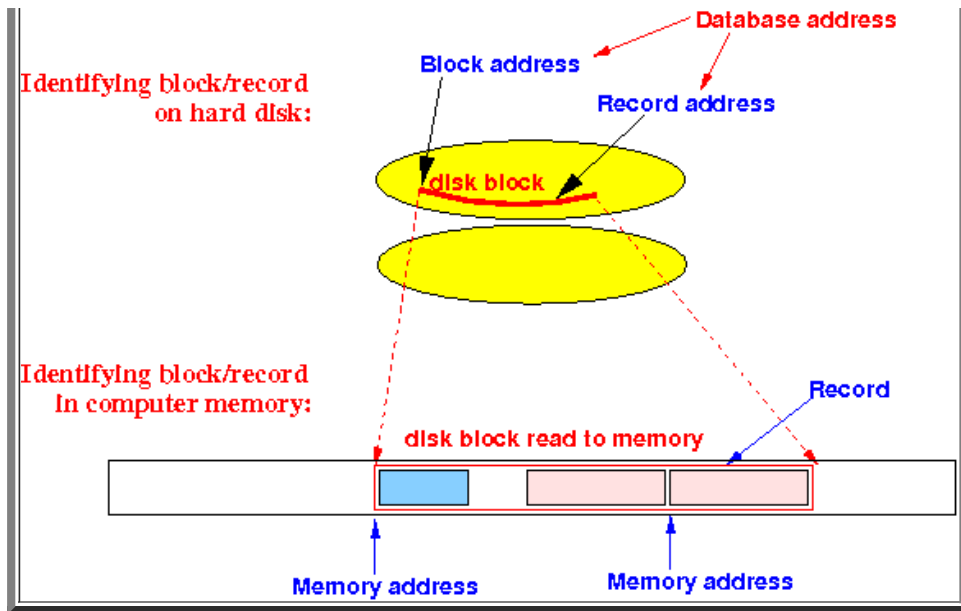 Database address
Block address
Identifying block/record
on hard disk:
Record address
disk block
Identifying block/record
in computer memory:
Record
disk block read to memory
Memory address
Memory address